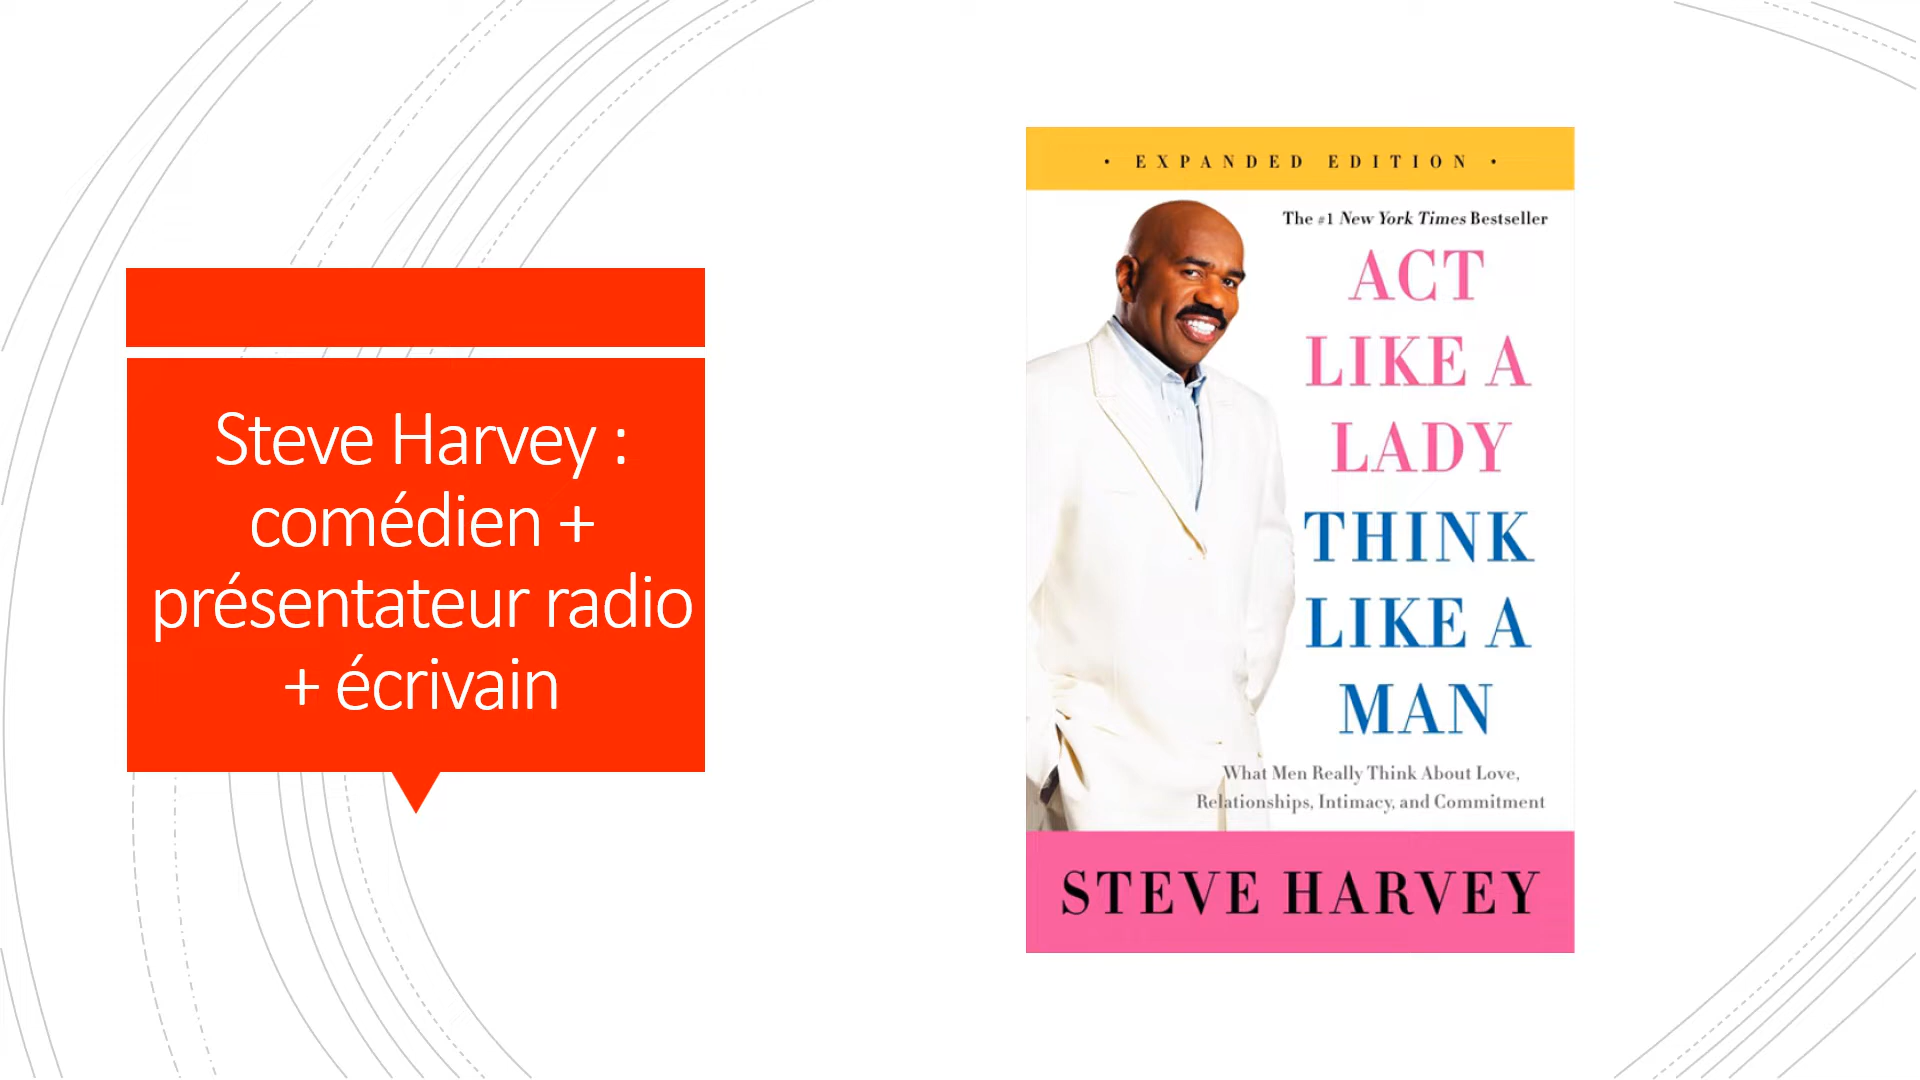 Steve Harvey :
comédien +
présentateur radio
+ écrivain
• EXPANDED EDITION •
The #1 New York Times Bestseller
ACT
LIKE A
LADY
THINK
LIKE A
MAN
What Men Really Think About Love,
Relationships, Intimacy, and Commitment
STEVE HARVEY